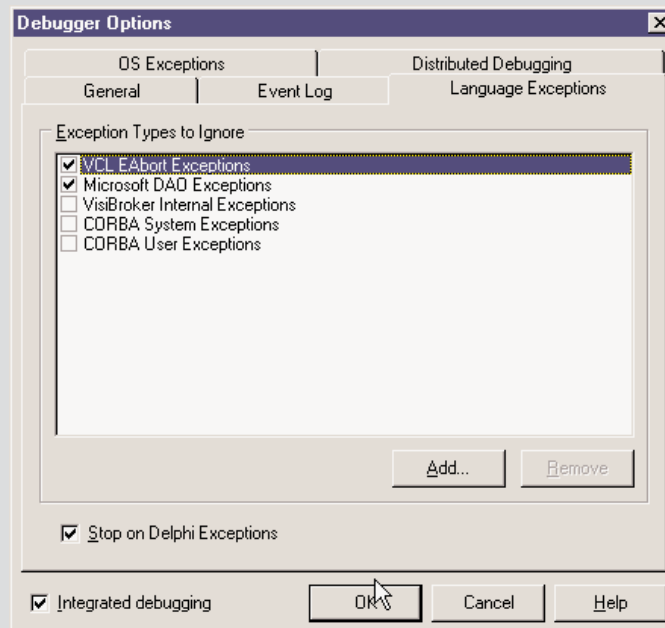 Debugger Options
OS Exceptions Distributed Debugging
General Event Log Language Exceptions
Exception Types to Ignore
VCL EAbort Exceptions
Microsoft DAO Exceptions
VisiBroker Internal Exceptions
CORBA System Exceptions
CORBA User Exceptions
Add... Remove
Stop on Delphi Exceptions
Integrated debugging OK Cancel Help